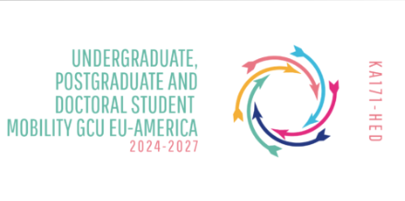 UNDERGRADUATE,
POSTGRADUATE AND
DOCTORAL STUDENT
MOBILITY GCU EU-AMERICA
2024-2027
KA171-HED